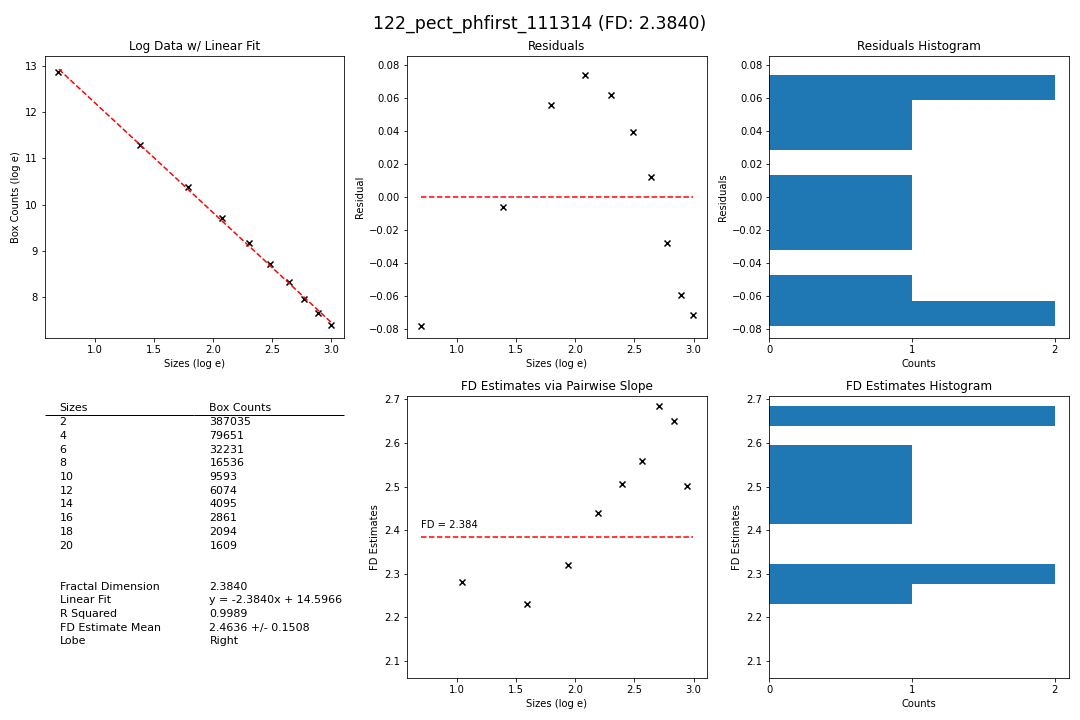 122_pect_phfirst_111314 (FD: 2.3840)
Log Data w/ Linear Fit
13
12
11
10
9
8
Box Counts (log e)
1.0 1.5 2.0 2.5 3.0
Sizes (log e)
Residuals
0.08
0.06
0.04
0.02
0.00
−0.02
−0.04
−0.06
−0.08
Residual
1.0 1.5 2.0 2.5 3.0
Sizes (log e)
Residuals Histogram
0.08
0.06
0.04
0.02
0.00
−0.02
−0.04
−0.06
−0.08
Residuals
0 1 2
Counts
Sizes Box Counts
2 387035
4 79651
6 32231
8 16536
10 9593
12 6074
14 4095
16 2861
18 2094
20 1609
Fractal Dimension 2.3840
Linear Fit y = -2.3840x + 14.5966
R Squared 0.9989
FD Estimate Mean 2.4636 +/- 0.1508
Lobe Right
FD Estimates via Pairwise Slope
2.7
2.6
2.5
2.4
2.3
2.2
2.1
FD Estimates
FD = 2.384
1.0 1.5 2.0 2.5 3.0
Sizes (log e)
FD Estimates Histogram
2.7
2.6
2.5
2.4
2.3
2.2
2.1
FD Estimates
0 1 2
Counts